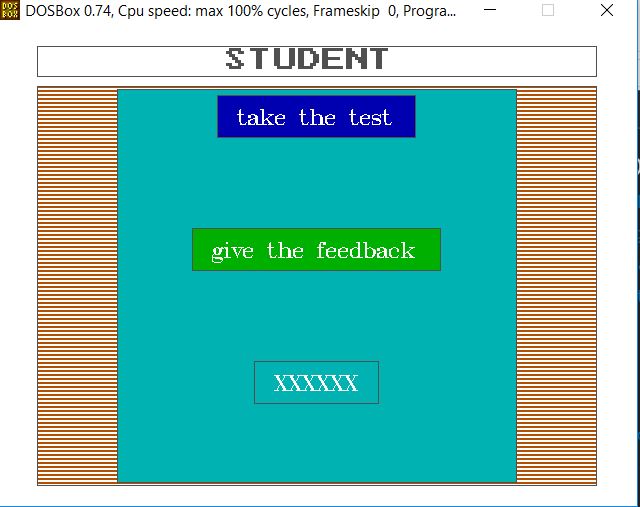 DOS BOX
DOSBox 0.74, Cpu speed: max 100% cycles, Frameskip 0, Progra...
STUDENT
take the test
give the feedback
XXXXXX